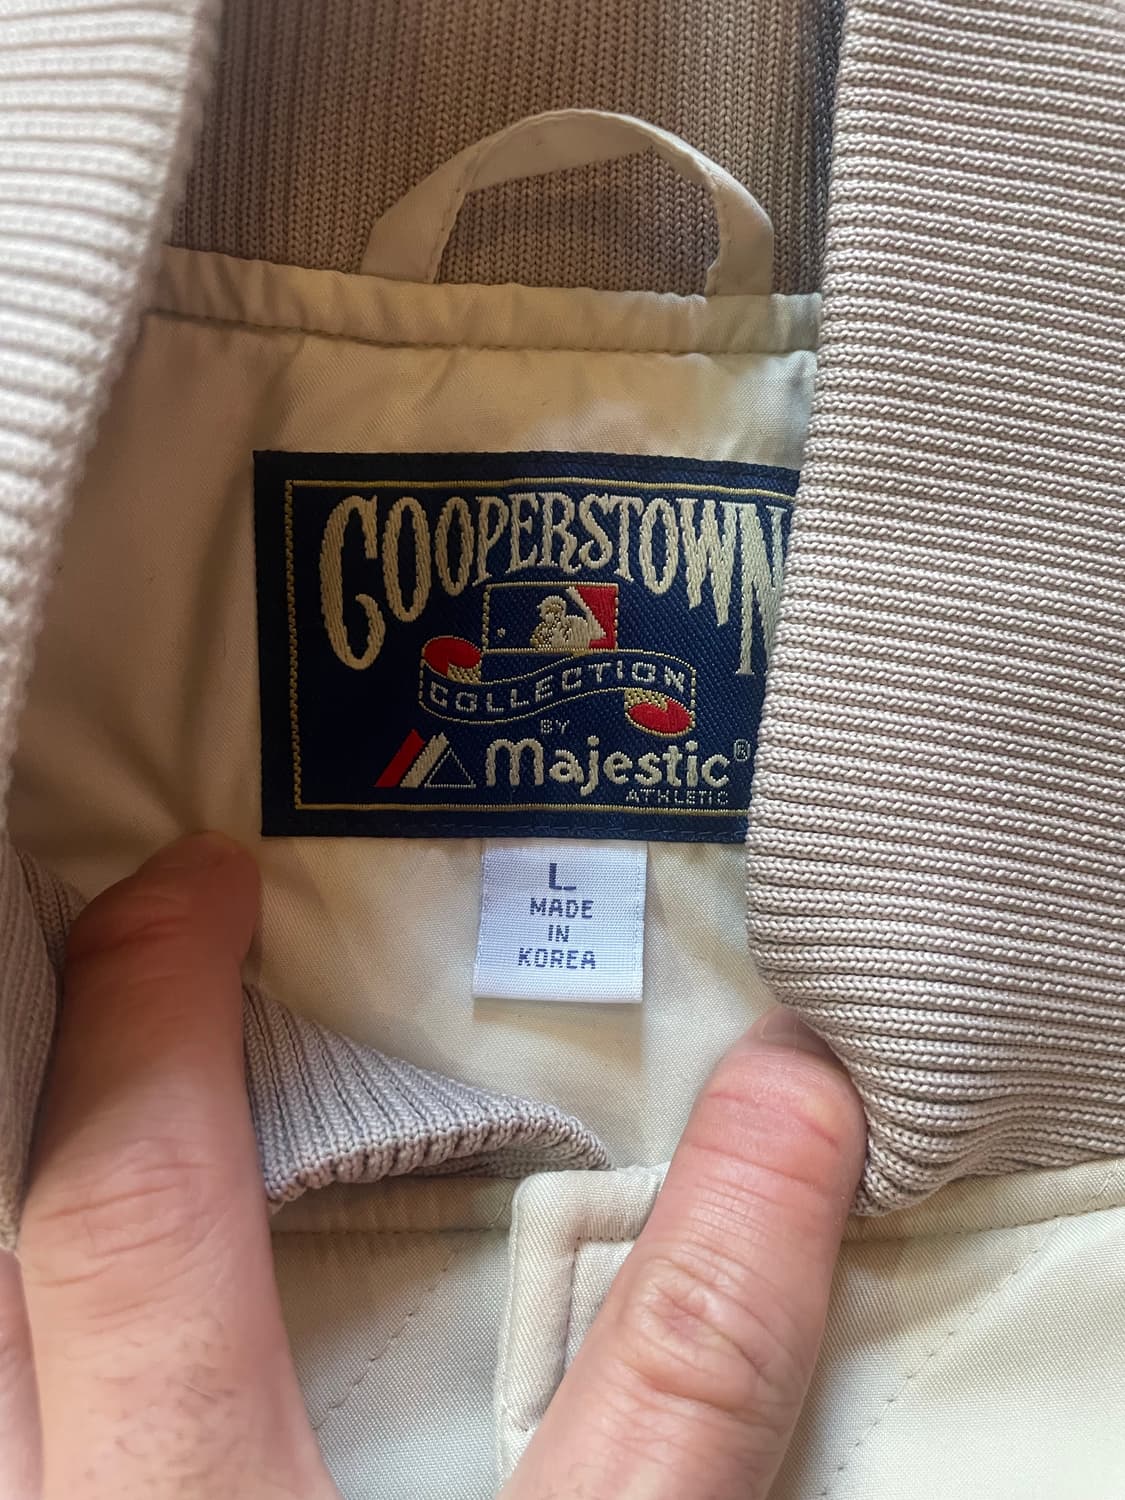 COOPERSTOWN
COLLECTION
BY
Majestic®
ATHLETIC
L
MADE
IN
KOREA